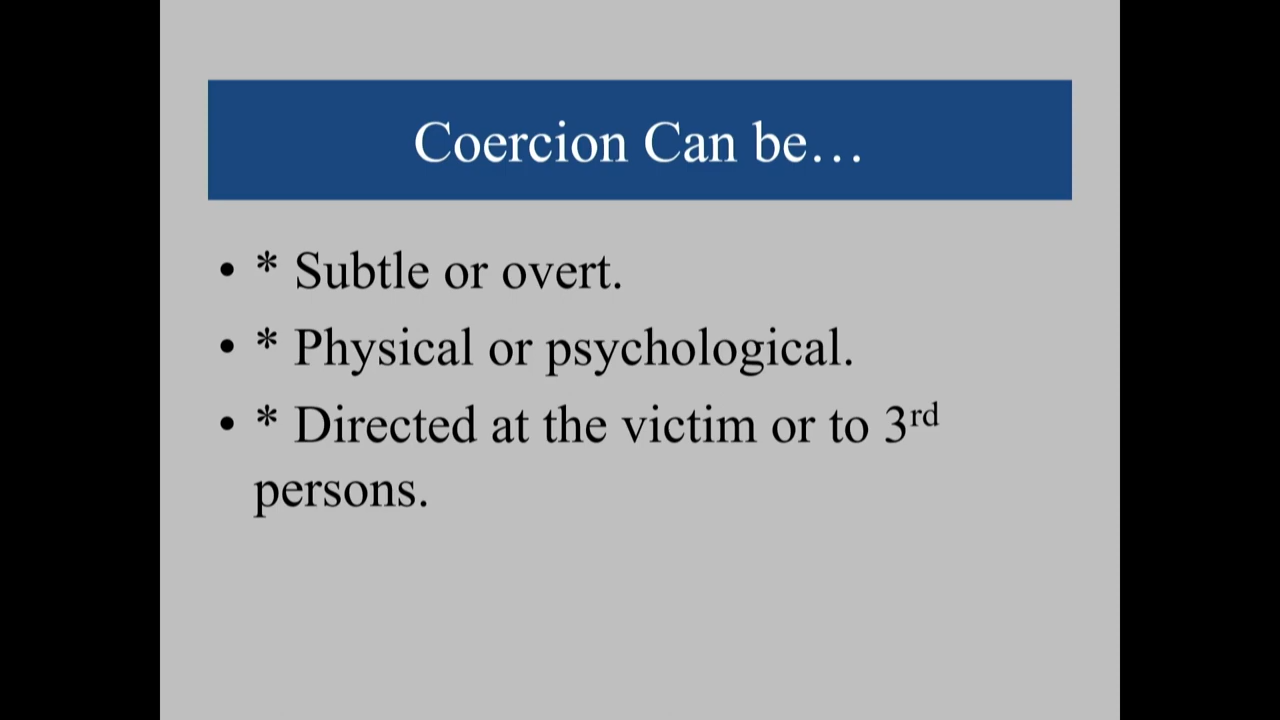 Coercion Can be…
• * Subtle or overt.
• * Physical or psychological.
• * Directed at the victim or to 3rd
persons.